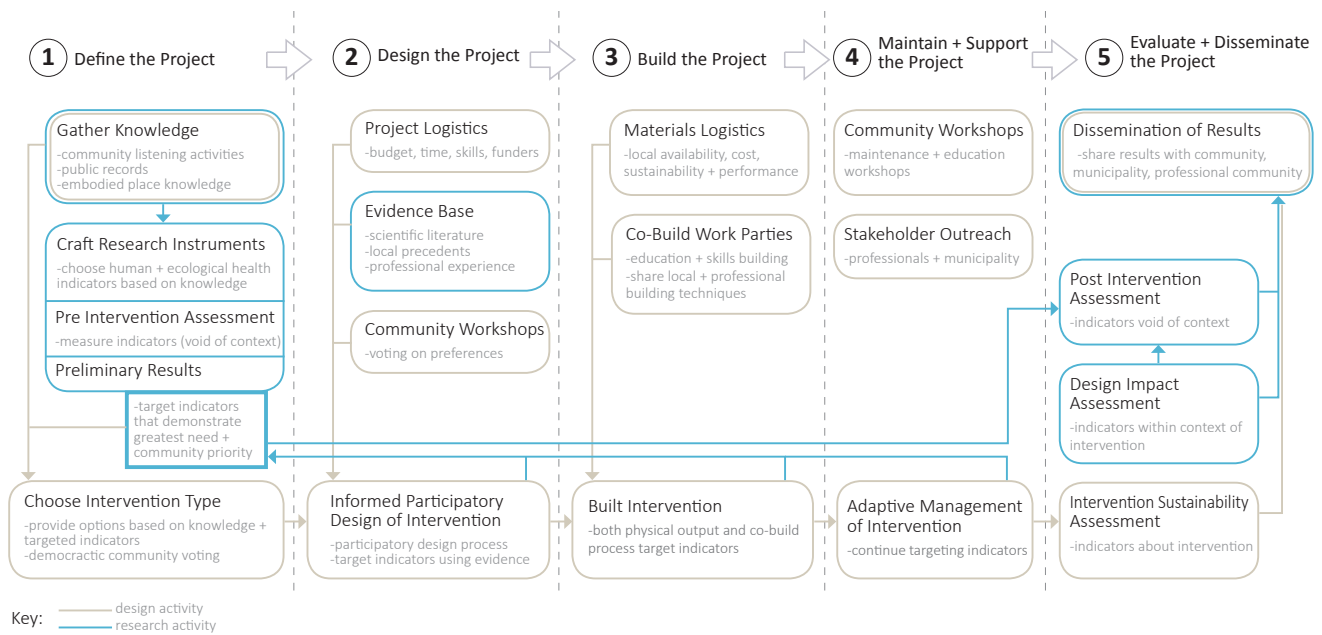 1
Define the Project
2
Design the Project
3
Build the Project
4
Maintain + Support
the Project
5
Evaluate + Disseminate
the Project
Gather Knowledge
-community listening activities
-public records
-embodied place knowledge
Craft Research Instruments
-choose human + ecological health
indicators based on knowledge
Pre Intervention Assessment
-measure indicators (void of context)
Preliminary Results
-target indicators
that demonstrate
greatest need +
community priority
Choose Intervention Type
-provide options based on knowledge +
targeted indicators
-democractic community voting
Project Logistics
-budget, time, skills, funders
Evidence Base
-scientific literature
-local precedents
-professional experience
Community Workshops
-voting on preferences
Informed Participatory
Design of Intervention
-participatory design process
-target indicators using evidence
Materials Logistics
-local availability, cost,
sustainability + performance
Co-Build Work Parties
-education + skills building
-share local + professional
building techniques
Built Intervention
-both physical output and co-build
process target indicators
Community Workshops
-maintenance + education
workshops
Stakeholder Outreach
-professionals + municipality
Adaptive Management
of Intervention
-continue targeting indicators
Dissemination of Results
-share results with community,
municipality, professional community
Post Intervention
Assessment
-indicators void of context
Design Impact
Assessment
-indicators within context of
intervention
Intervention Sustainability
Assessment
-indicators about intervention
Key:
design activity
research activity